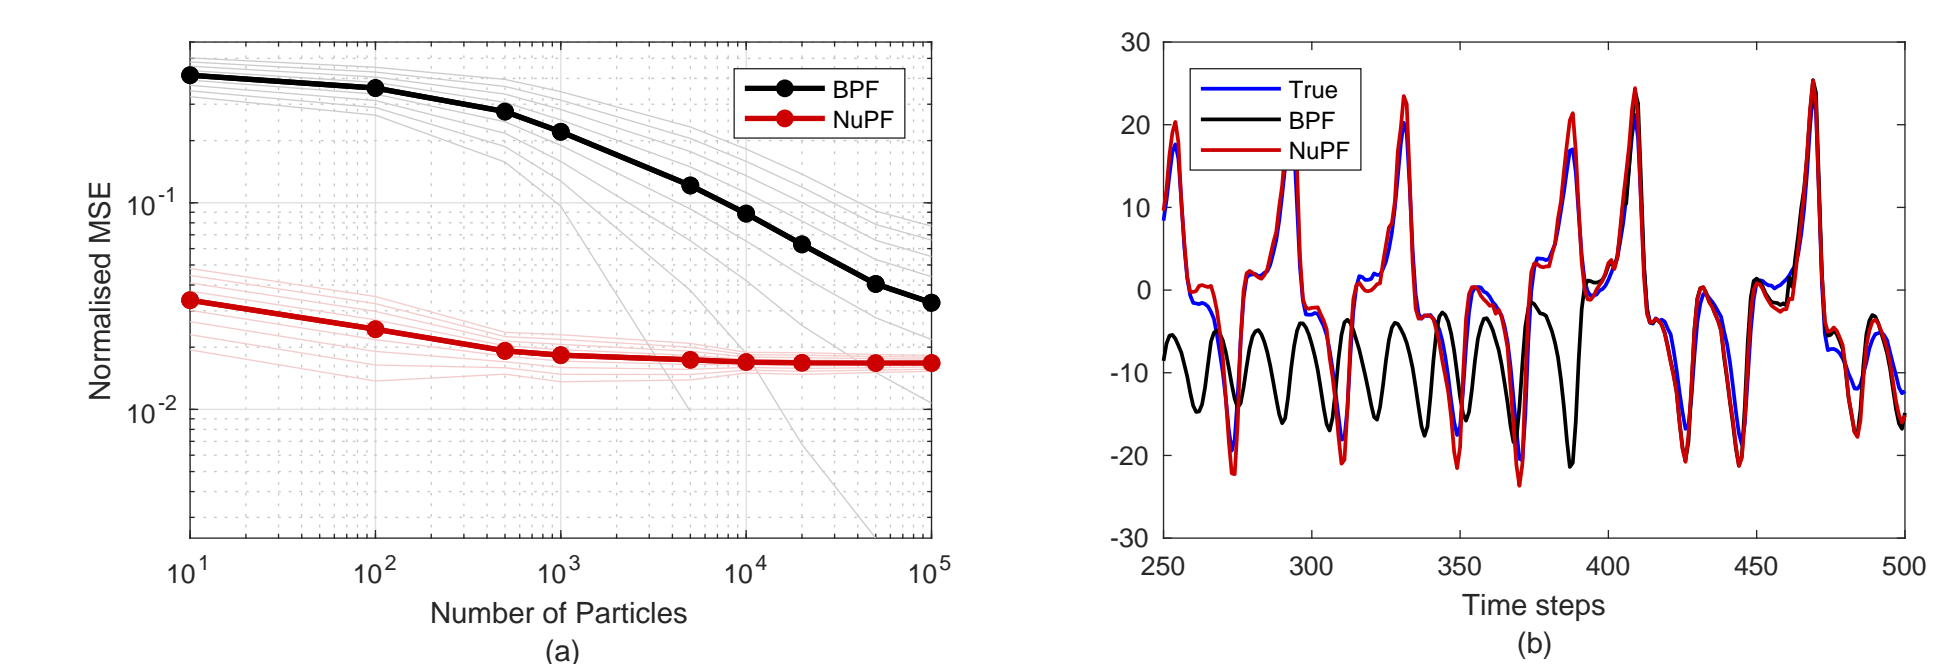 Normalised MSE
10^-1
10^-2
BPF
NuPF
10^1 10^2 10^3 10^4 10^5
Number of Particles
(a)
30
20
10
0
-10
-20
-30
True
BPF
NuPF
250 300 350 400 450 500
Time steps
(b)